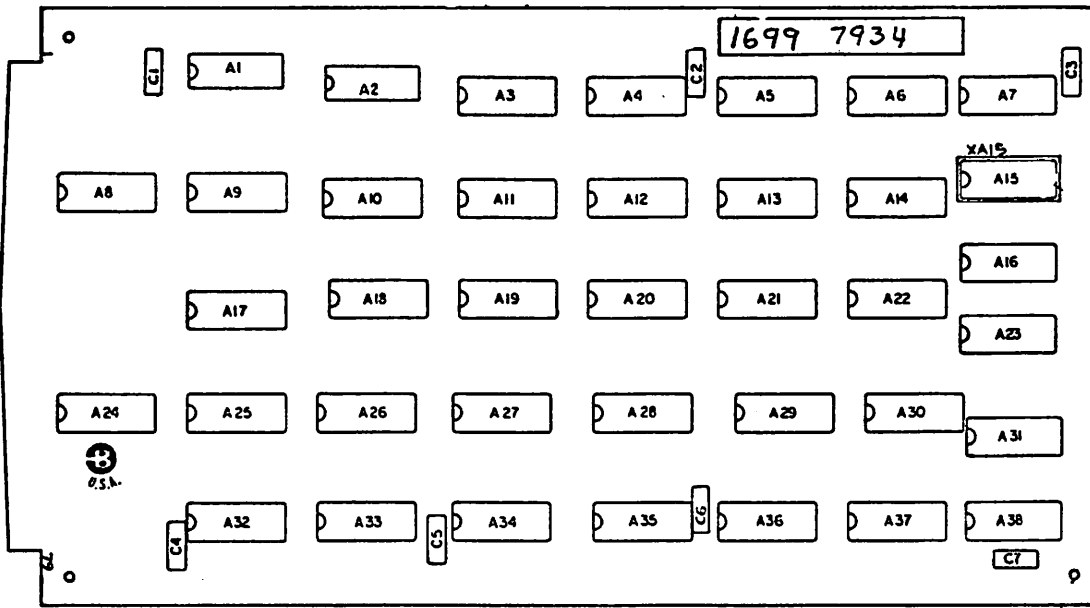 1699 7934
C1 A1 A2 A3 A4 C2 A5 A6 A7 C3
XA15
A8 A9 A10 A11 A12 A13 A14 A15
A16
A17 A18 A19 A20 A21 A22
A23
A24 A25 A26 A27 A28 A29 A30
A31
B
U.S.A.
C4 A32 A33 C5 A34 A35 C6 A36 A37 A38
C7